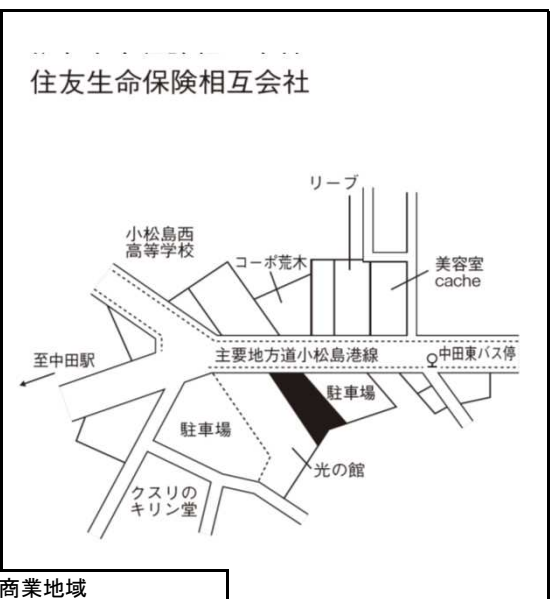 住友生命保険相互会社
リーブ
小松島西
高等学校
コーポ荒木
美容室
cache
至中田駅
主要地方道小松島港線
中田東バス停
駐車場
駐車場
光の館
クスリの
キリン堂
商業地域